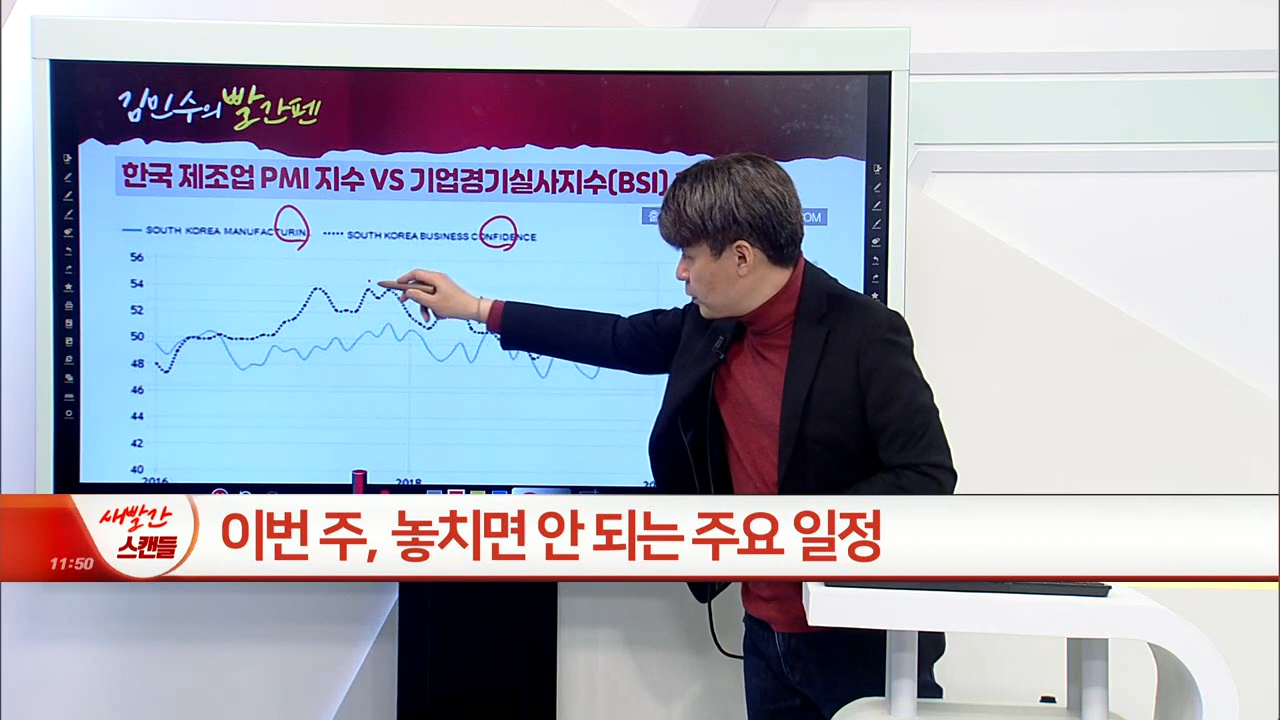 김민수의 빨간펜
한국 제조업 PMI 지수 VS 기업경기실사지수(BSI)
COM
SOUTH KOREA MANUFACTURIN
SOUTH KOREA BUSINESS CONFIDENCE
56
54
52
50
48
46
44
42
40
2016
2018
새빨간
스캔들
11:50
이번 주, 놓치면 안 되는 주요 일정